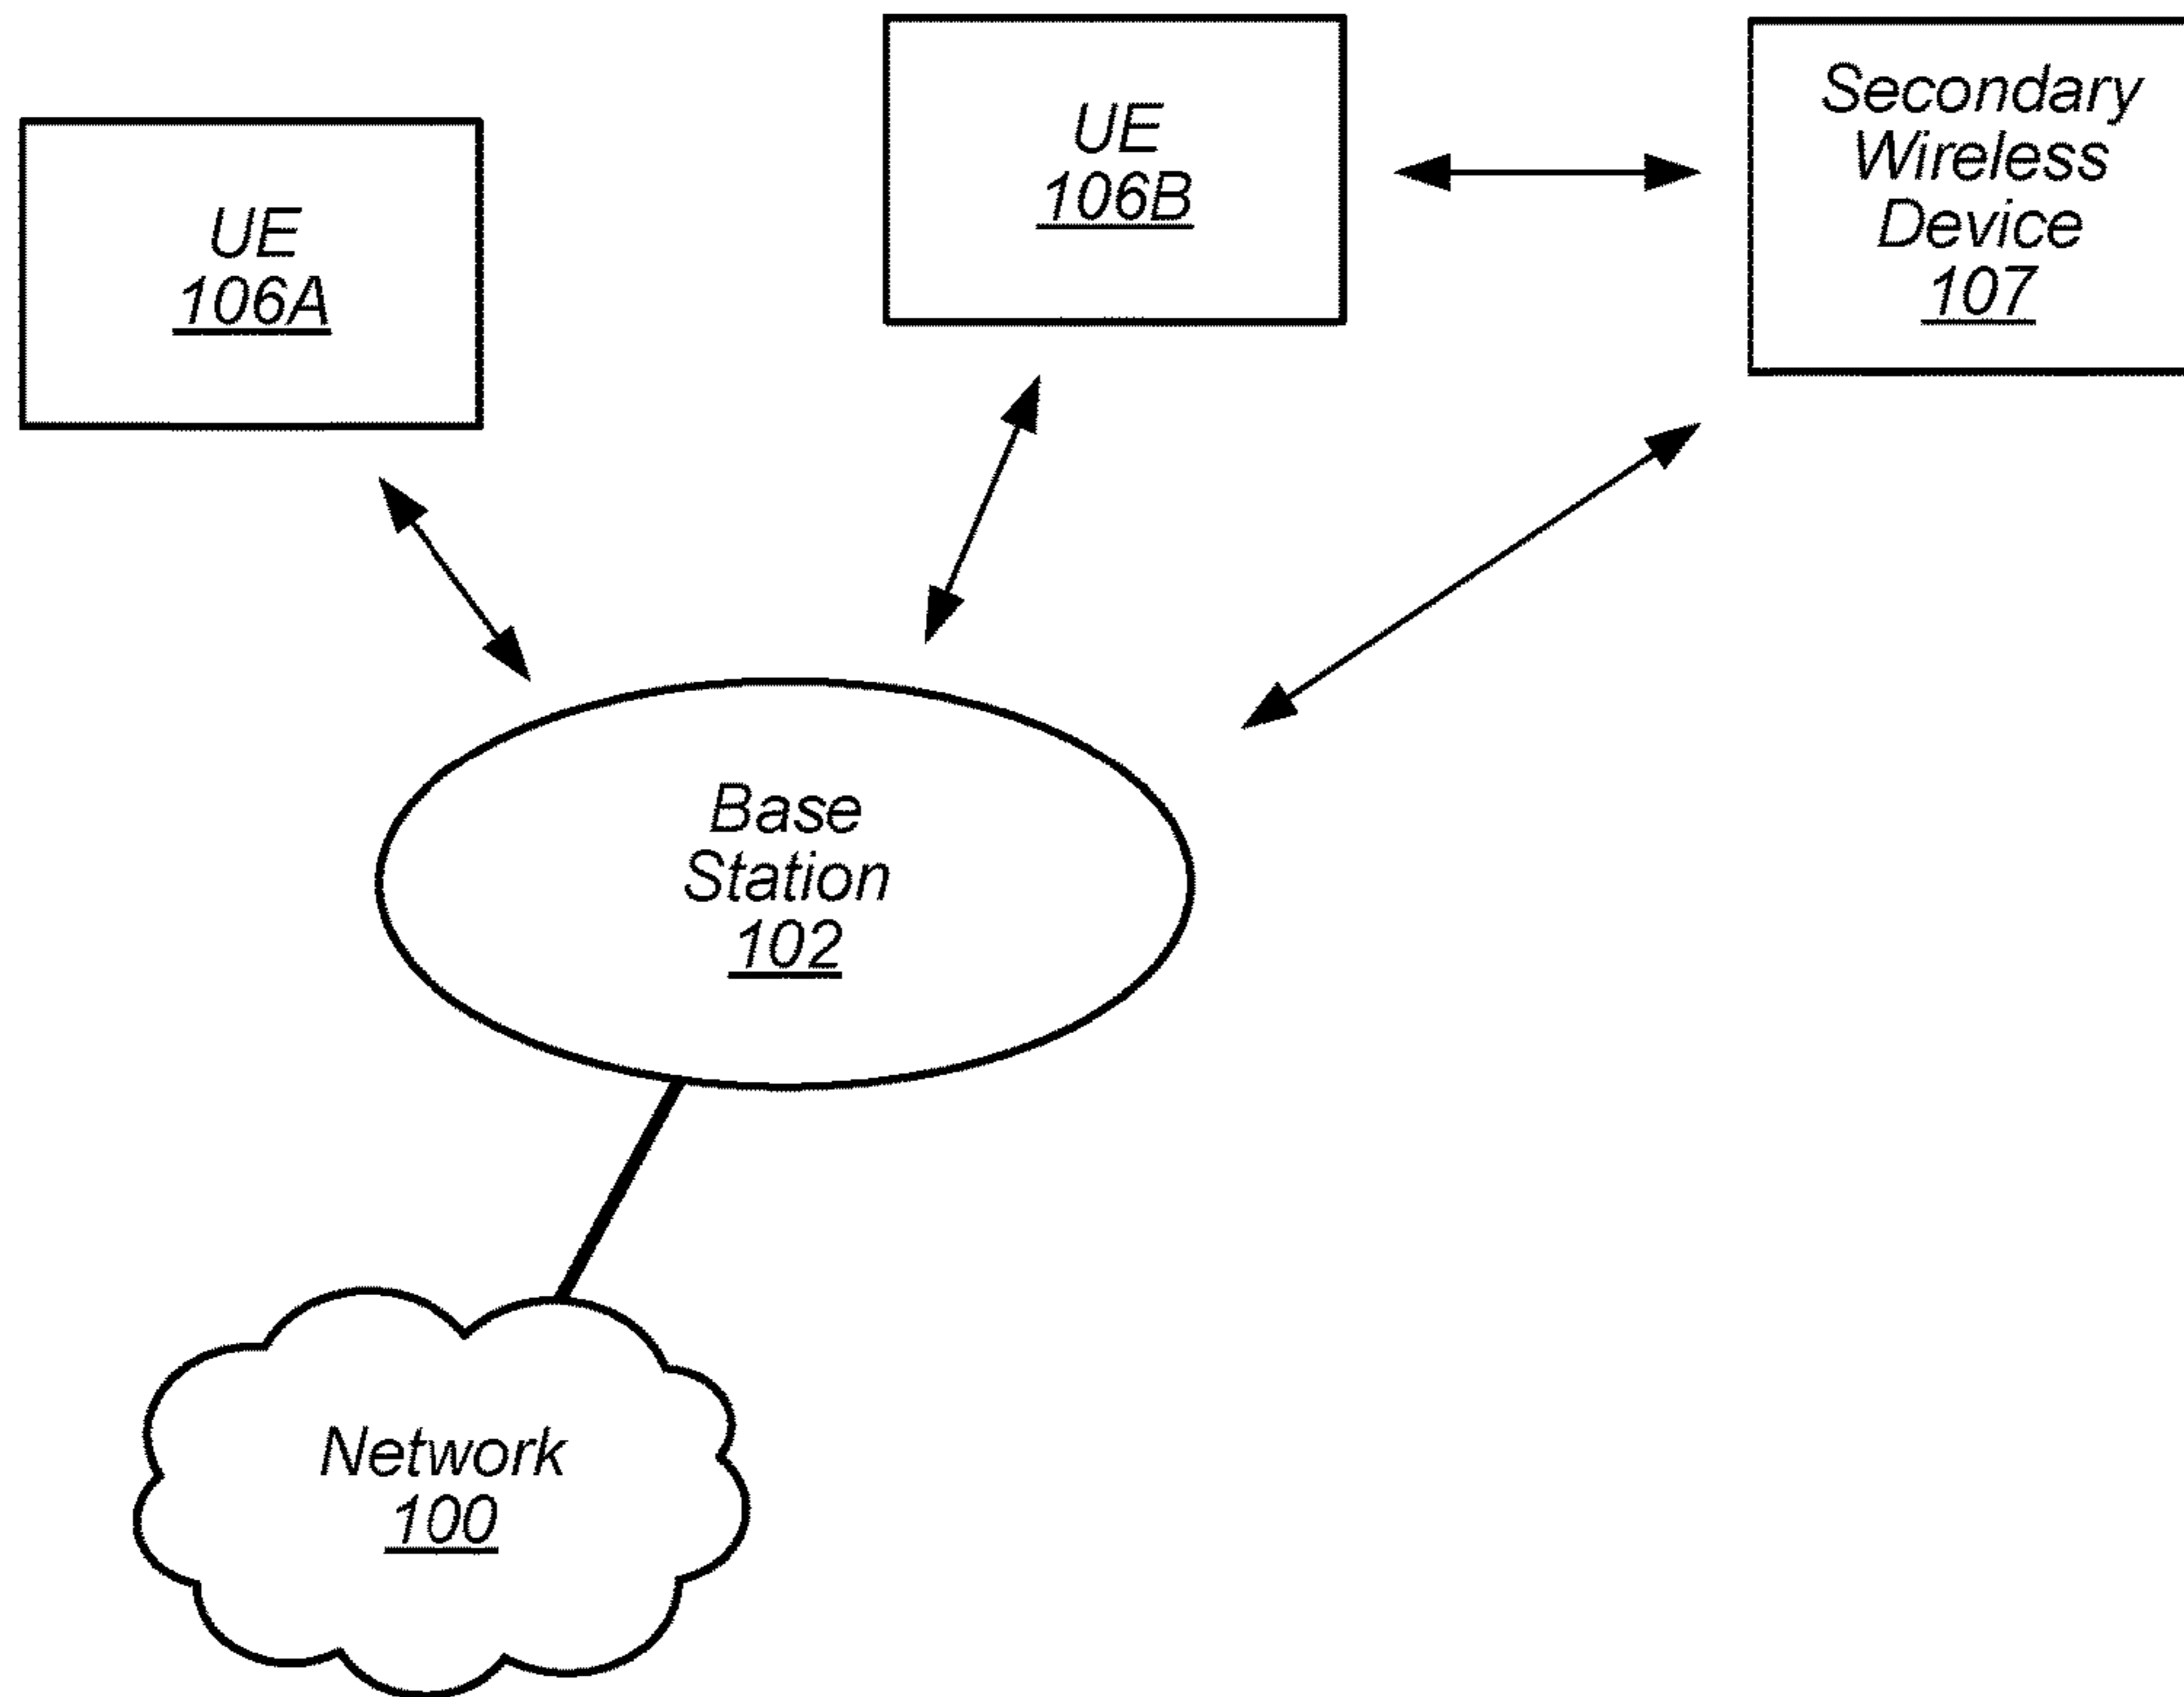 UE
106A
UE
106B
Secondary
Wireless
Device
107
Base
Station
102
Network
100